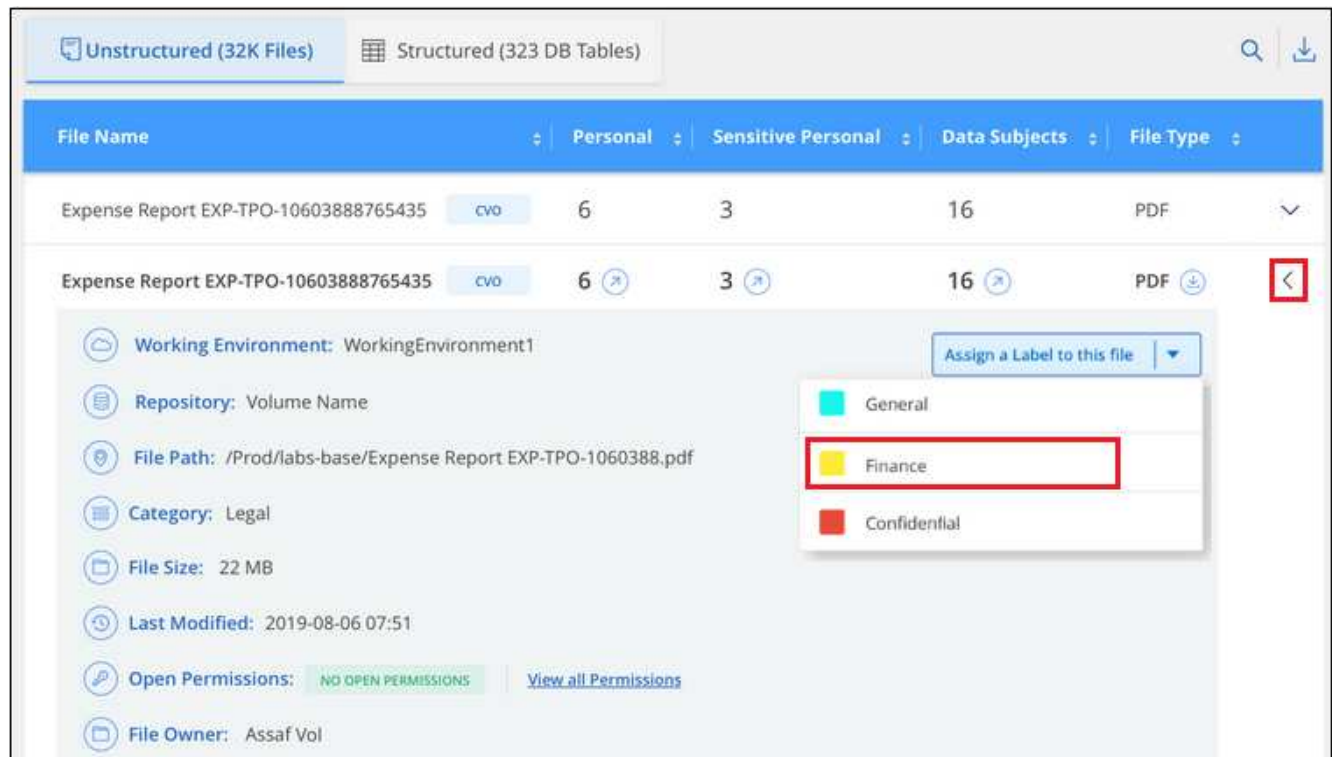 Unstructured (32K Files) Structured (323 DB Tables)
File Name Personal Sensitive Personal Data Subjects File Type
Expense Report EXP-TPO-10603888765435 CVO 6 3 16 PDF
Expense Report EXP-TPO-10603888765435 CVO 6 3 16 PDF
Working Environment: WorkingEnvironment1
Assign a Label to this file
Repository: Volume Name
General
File Path: /Prod/labs-base/Expense Report EXP-TPO-1060388.pdf
Finance
Category: Legal
Confidential
File Size: 22 MB
Last Modified: 2019-08-06 07:51
Open Permissions: NO OPEN PERMISSIONS View all Permissions
File Owner: Assaf Vol